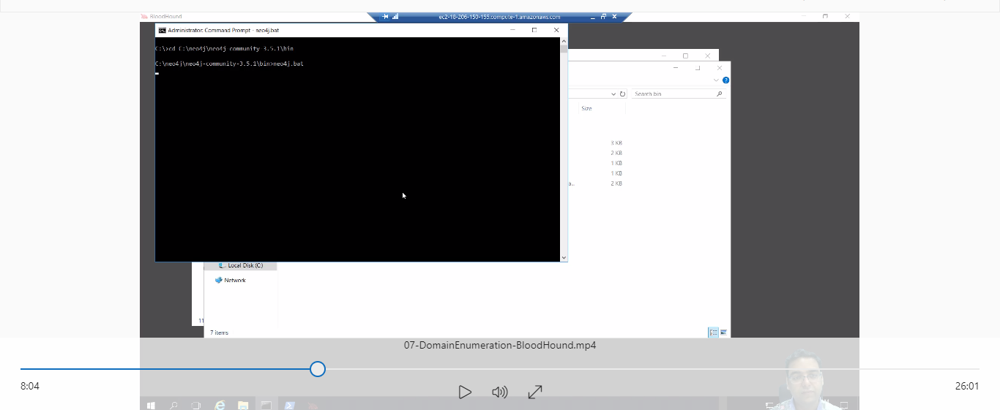 BloodHound
ec2-18-206-150-155.compute-1.amazonaws.com
Administrator: Command Prompt - neo4j.bat
C:\>cd C:\neo4j\neo4j-community-3.5.1\bin
C:\neo4j\neo4j-community-3.5.1\bin>neo4j.bat
Search bin
Size
3 KB
2 KB
1 KB
1 KB
a... 2 KB
Local Disk (C:)
Network
11
7 items
07-DomainEnumeration-BloodHound.mp4
8:04
26:01